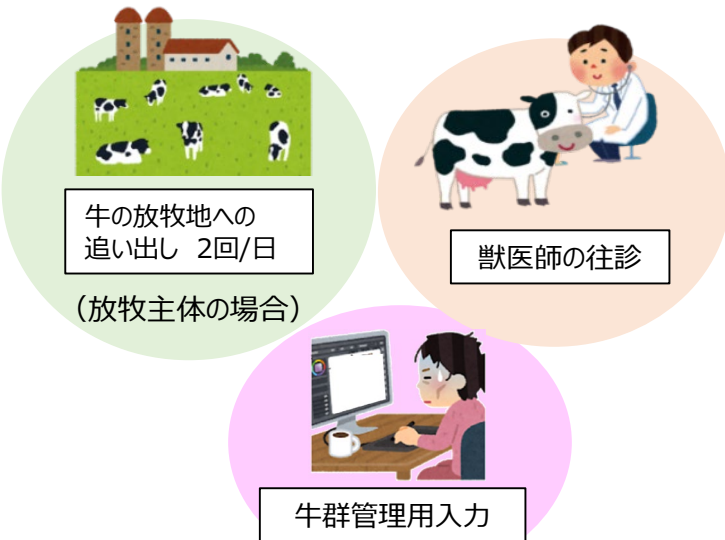 牛の放牧地への
追い出し 2回/日
（放牧主体の場合）
獣医師の往診
牛群管理用入力